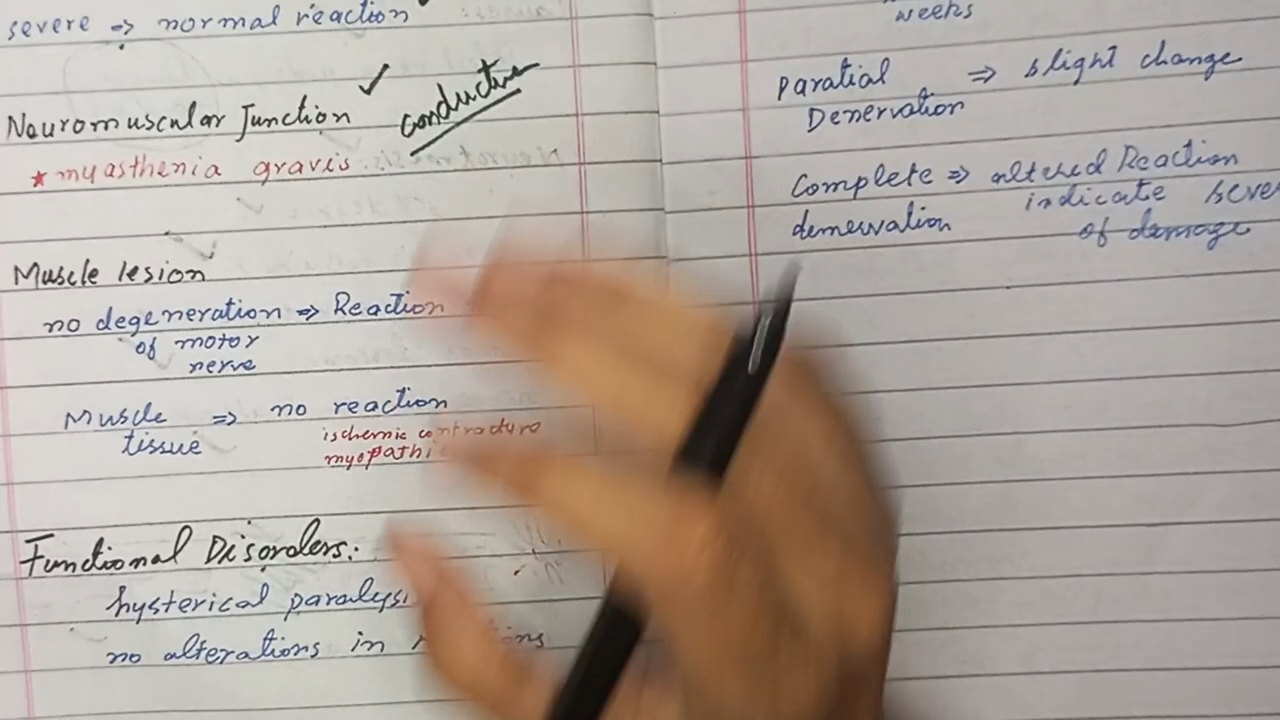 severe => normal reaction
Neuromuscular Junction ✓ conductive
* myasthenia gravis.
Muscle lesion
no degeneration => Reaction
of motor
nerve
Muscle => no reaction
tissue
ischemic contracture
Functional Disorders:
hysterical
no alterations in
weeks
Paratial => slight change
Denervation
Complete => altered Reaction
denervation indicate
of damage